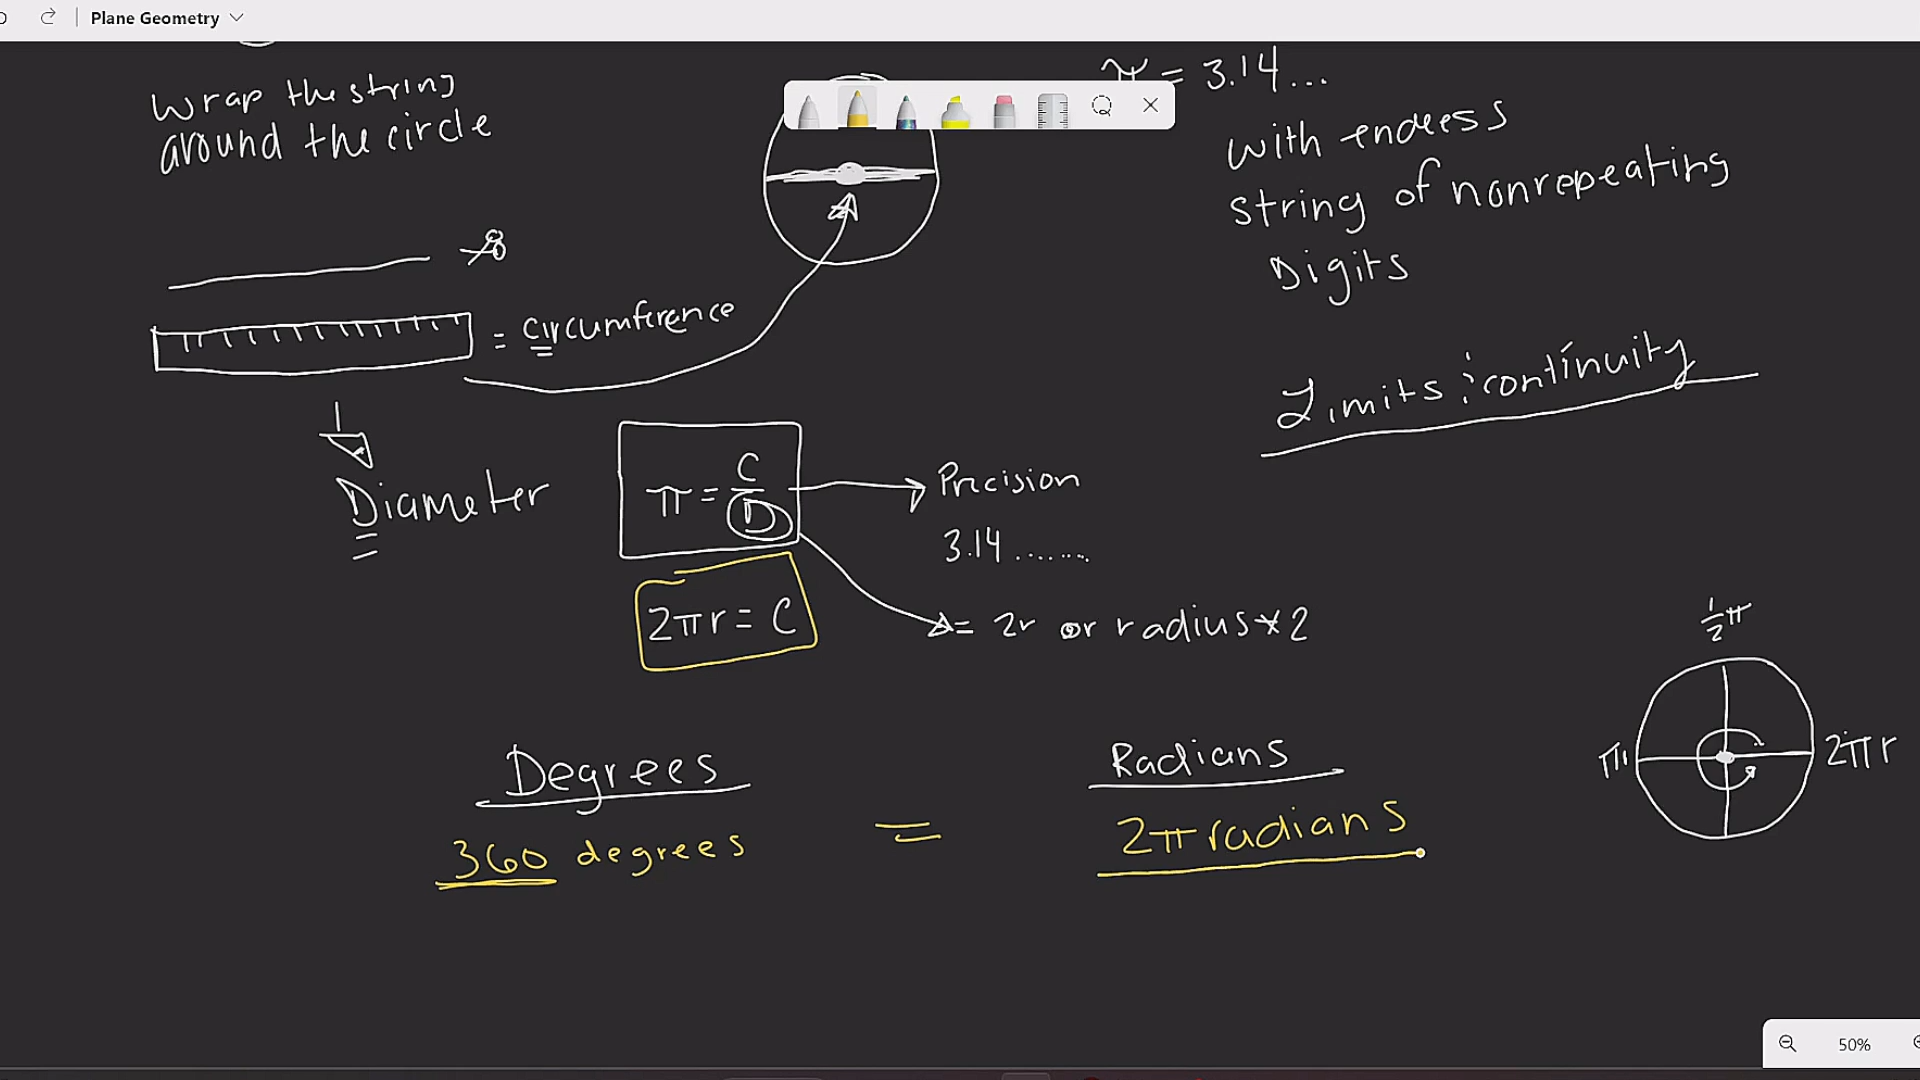 Plane Geometry
wrap the string
around the circle
π = 3.14...
with endless
string of nonrepeating
Digits
= circumference
Limits : continuity
Diameter
π = C/D
Precision
3.14 .......
2πr = C
= 2r or radius * 2
1/2 π
π
2πr
Degrees
Radians
360 degrees = 2π radians
50%